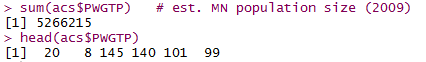 > sum(acs$PWGTP)   # est. MN population size (2009)
[1] 5266215
> head(acs$PWGTP)
[1]  20   8 145 140 101  99